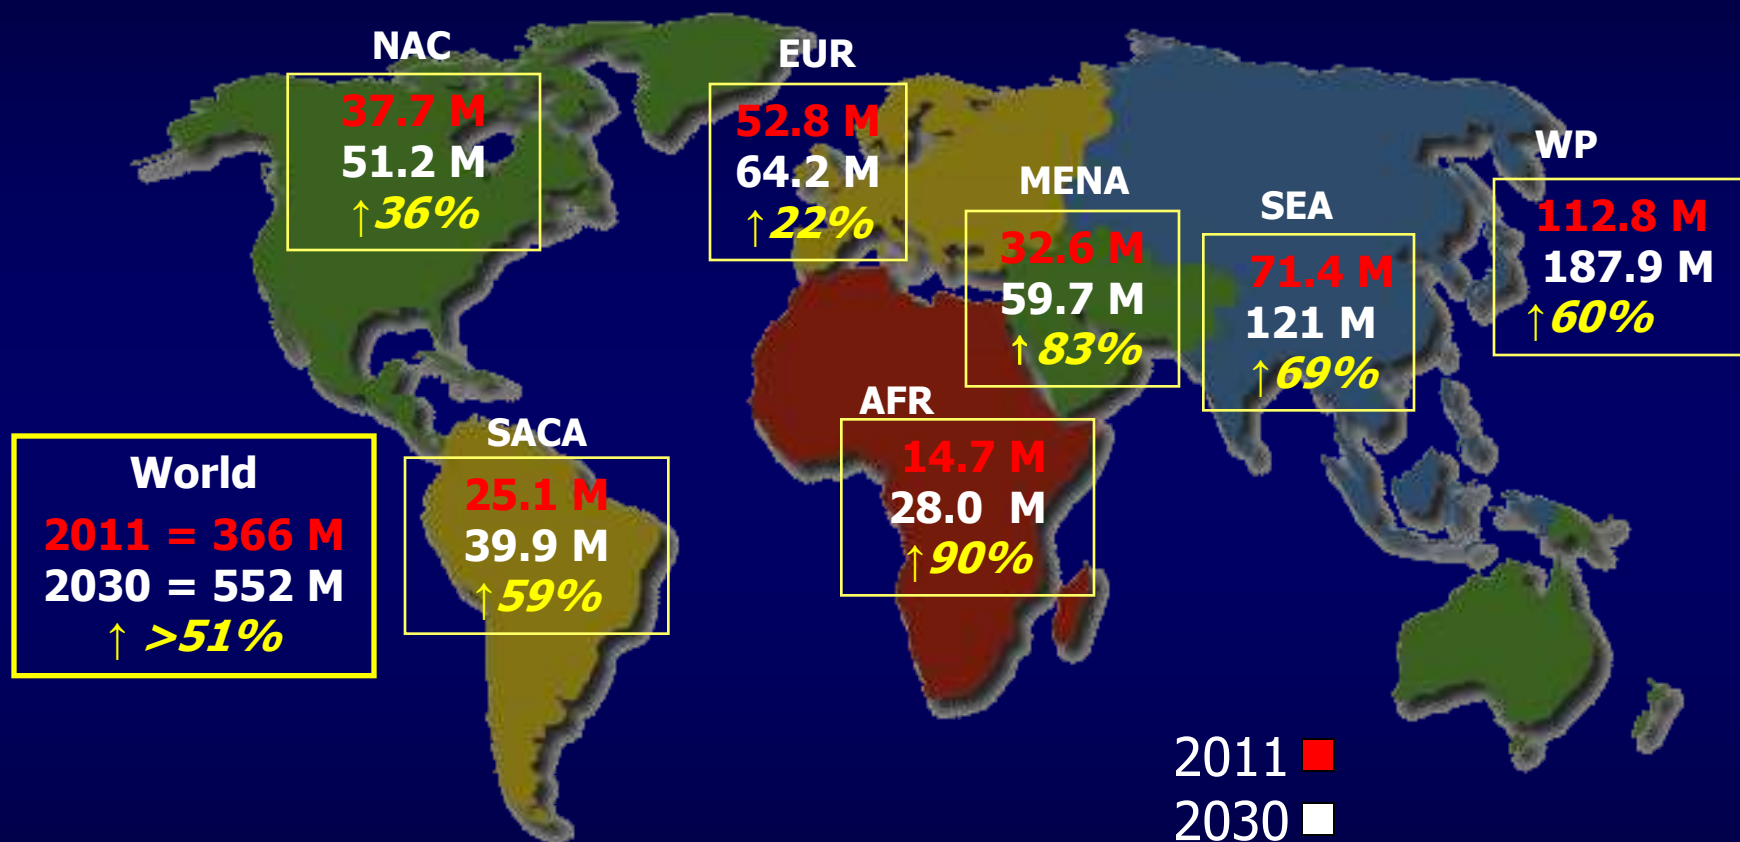 NAC
37.7 M
51.2 M
↑36%
EUR
52.8 M
64.2 M
↑22%
MENA
32.6 M
59.7 M
↑83%
SEA
71.4 M
121 M
↑69%
WP
112.8 M
187.9 M
↑60%
AFR
14.7 M
28.0 M
↑90%
SACA
25.1 M
39.9 M
↑59%
World
2011 = 366 M
2030 = 552 M
↑ >51%
2011
2030